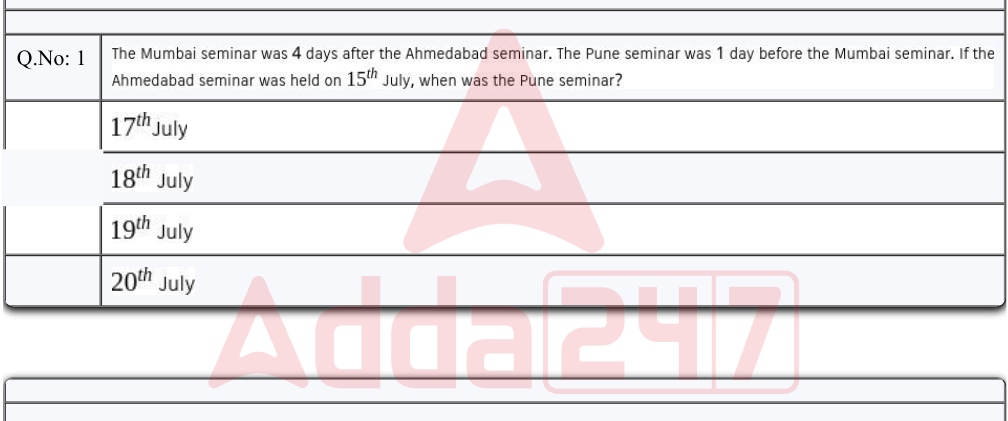 Q.No: 1
The Mumbai seminar was 4 days after the Ahmedabad seminar. The Pune seminar was 1 day before the Mumbai seminar. If the
Ahmedabad seminar was held on 15th July, when was the Pune seminar?
17th July
18th July
19th July
20th July
Adda247